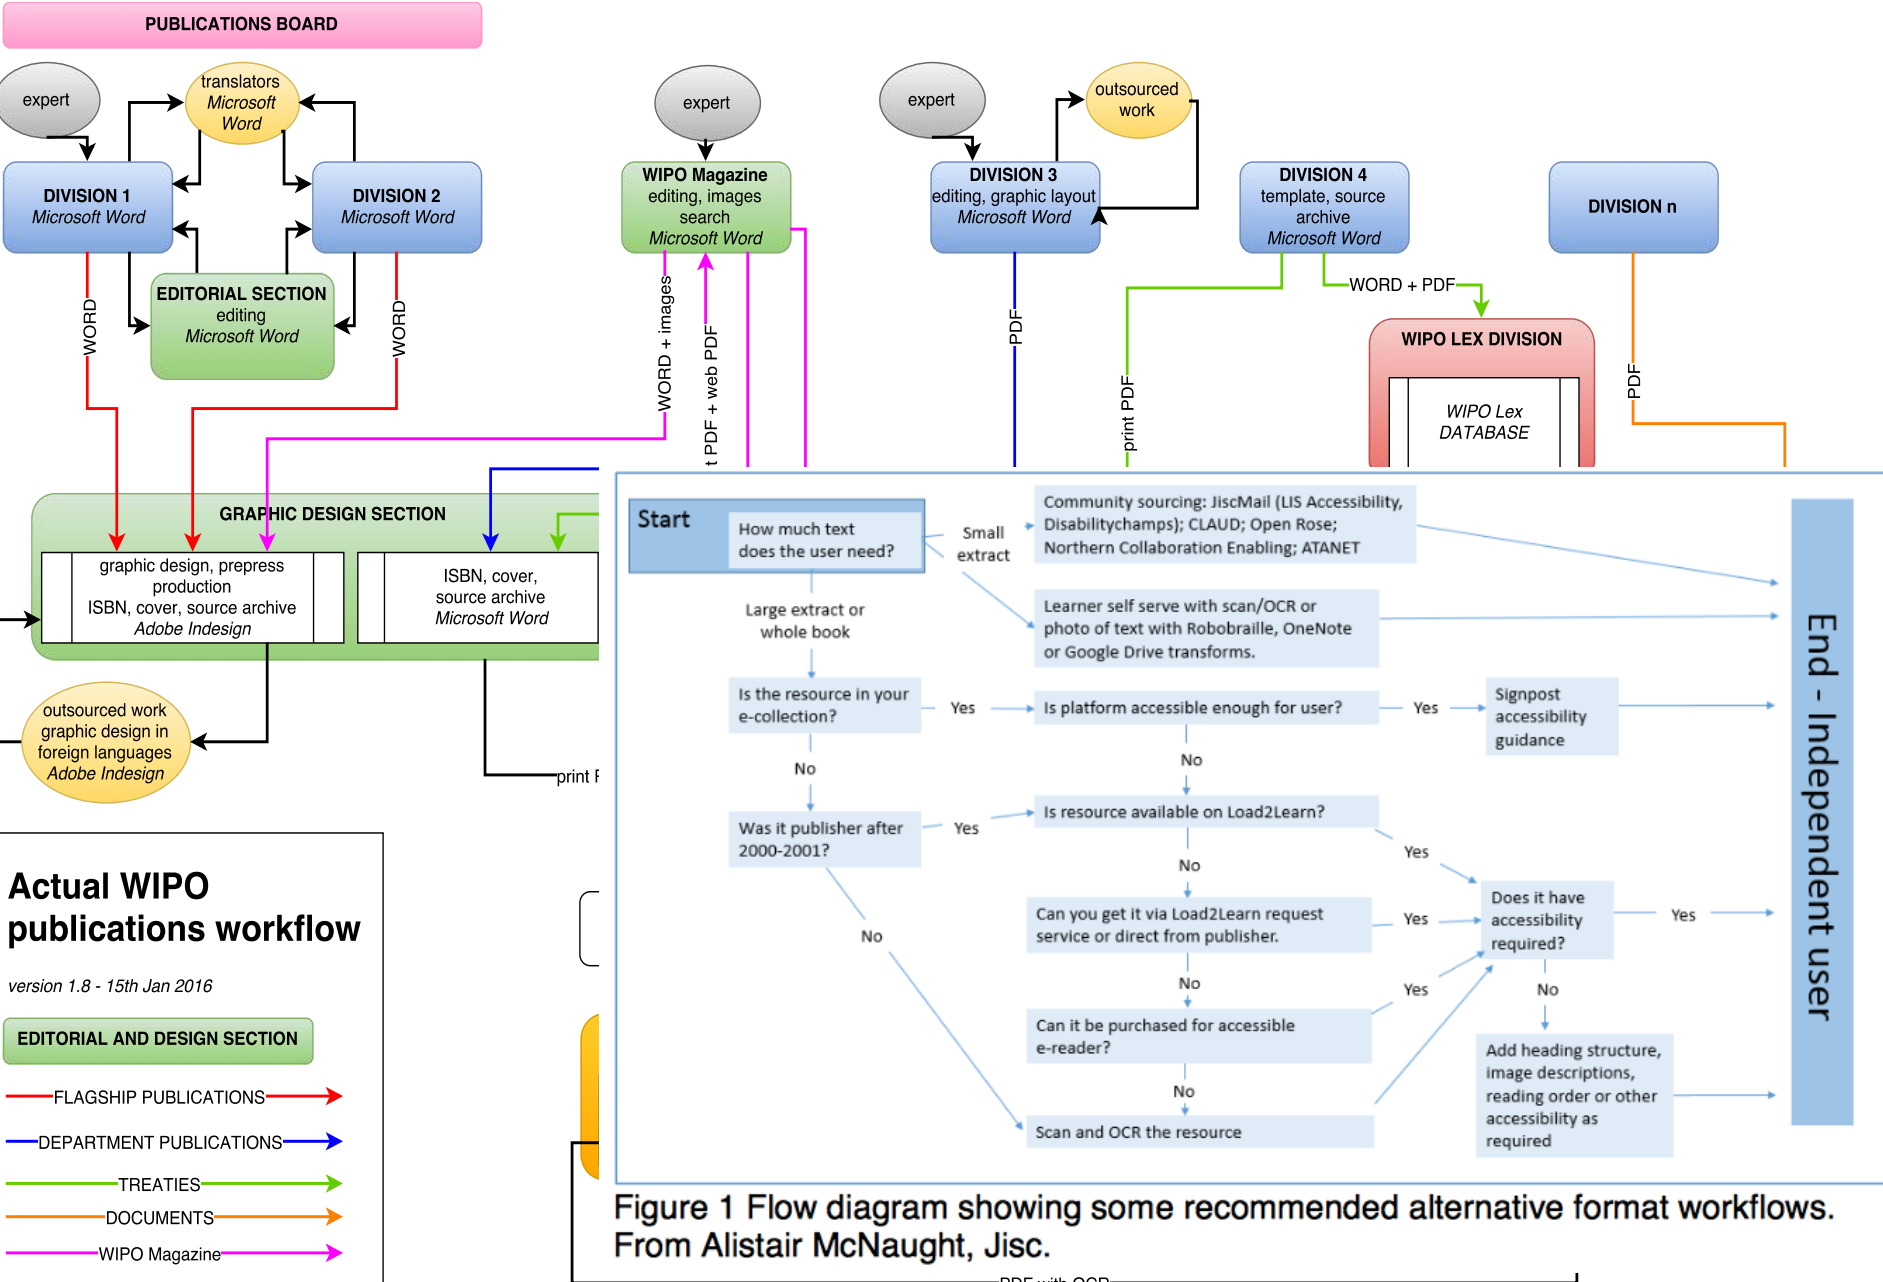 PUBLICATIONS BOARD
expert
translators
Microsoft
Word
DIVISION 1
Microsoft Word
DIVISION 2
Microsoft Word
EDITORIAL SECTION
editing
Microsoft Word
WORD
WORD
expert
WIPO Magazine
editing, images
search
Microsoft Word
WORD + images
t PDF + web PDF
expert
outsourced
work
DIVISION 3
editing, graphic layout
Microsoft Word
PDF
DIVISION 4
template, source
archive
Microsoft Word
print PDF
WORD + PDF
WIPO LEX DIVISION
WIPO Lex
DATABASE
DIVISION n
PDF
GRAPHIC DESIGN SECTION
graphic design, prepress
production
ISBN, cover, source archive
Adobe Indesign
ISBN, cover,
source archive
Microsoft Word
outsourced work
graphic design in
foreign languages
Adobe Indesign
print
Actual WIPO
publications workflow
version 1.8 - 15th Jan 2016
EDITORIAL AND DESIGN SECTION
FLAGSHIP PUBLICATIONS
DEPARTMENT PUBLICATIONS
TREATIES
DOCUMENTS
WIPO Magazine
Start
How much text
does the user need?
Small
extract
Community sourcing: JiscMail (LIS Accessibility,
Disabilitychamps); CLAUD; Open Rose;
Northern Collaboration Enabling; ATANET
Large extract or
whole book
Learner self serve with scan/OCR or
photo of text with Robobraille, OneNote
or Google Drive transforms.
Is the resource in your
e-collection?
Yes
Is platform accessible enough for user?
Yes
Signpost
accessibility
guidance
No
No
Was it publisher after
2000-2001?
Yes
Is resource available on Load2Learn?
Yes
No
No
Can you get it via Load2Learn request
service or direct from publisher.
Yes
Does it have
accessibility
required?
Yes
No
Yes
No
Can it be purchased for accessible
e-reader?
No
Scan and OCR the resource
Add heading structure,
image descriptions,
reading order or other
accessibility as
required
End - Independent user
Figure 1 Flow diagram showing some recommended alternative format workflows.
From Alistair McNaught, Jisc.
PDF with OCR